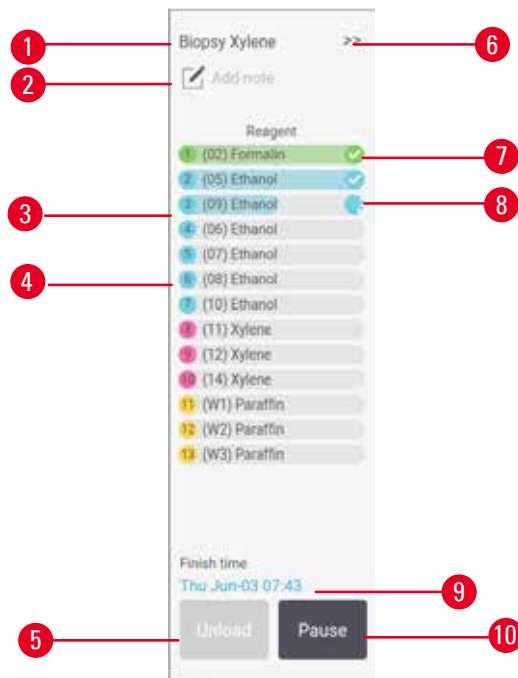 1 Biopsy Xylene >> 6
2 Add note
Reagent
1 (02) Formalin 7
2 (05) Ethanol
3 3 (09) Ethanol 8
4 (06) Ethanol
5 (07) Ethanol
4 6 (08) Ethanol
7 (10) Ethanol
8 (11) Xylene
9 (12) Xylene
10 (14) Xylene
11 (W1) Paraffin
12 (W2) Paraffin
13 (W3) Paraffin
Finish time
Thu Jun-03 07:43 9
5 Unload Pause 10